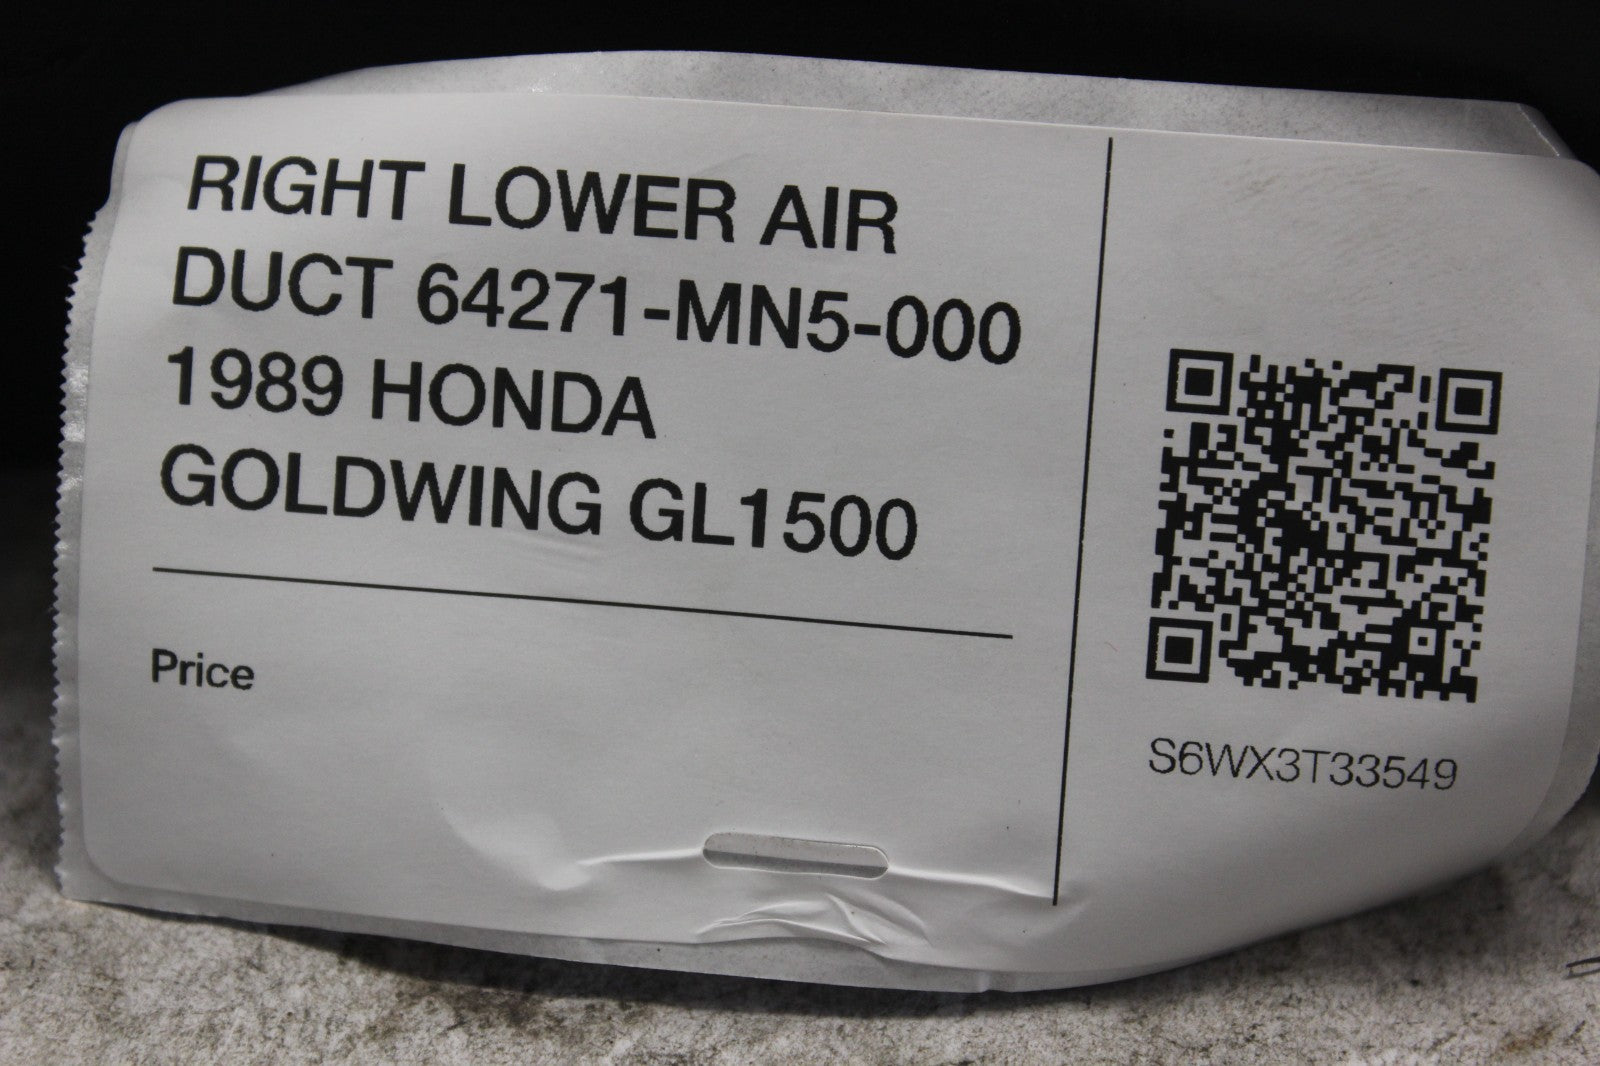 RIGHT LOWER AIR
DUCT 64271-MN5-000
1989 HONDA
GOLDWING GL1500
Price
S6WX3T33549